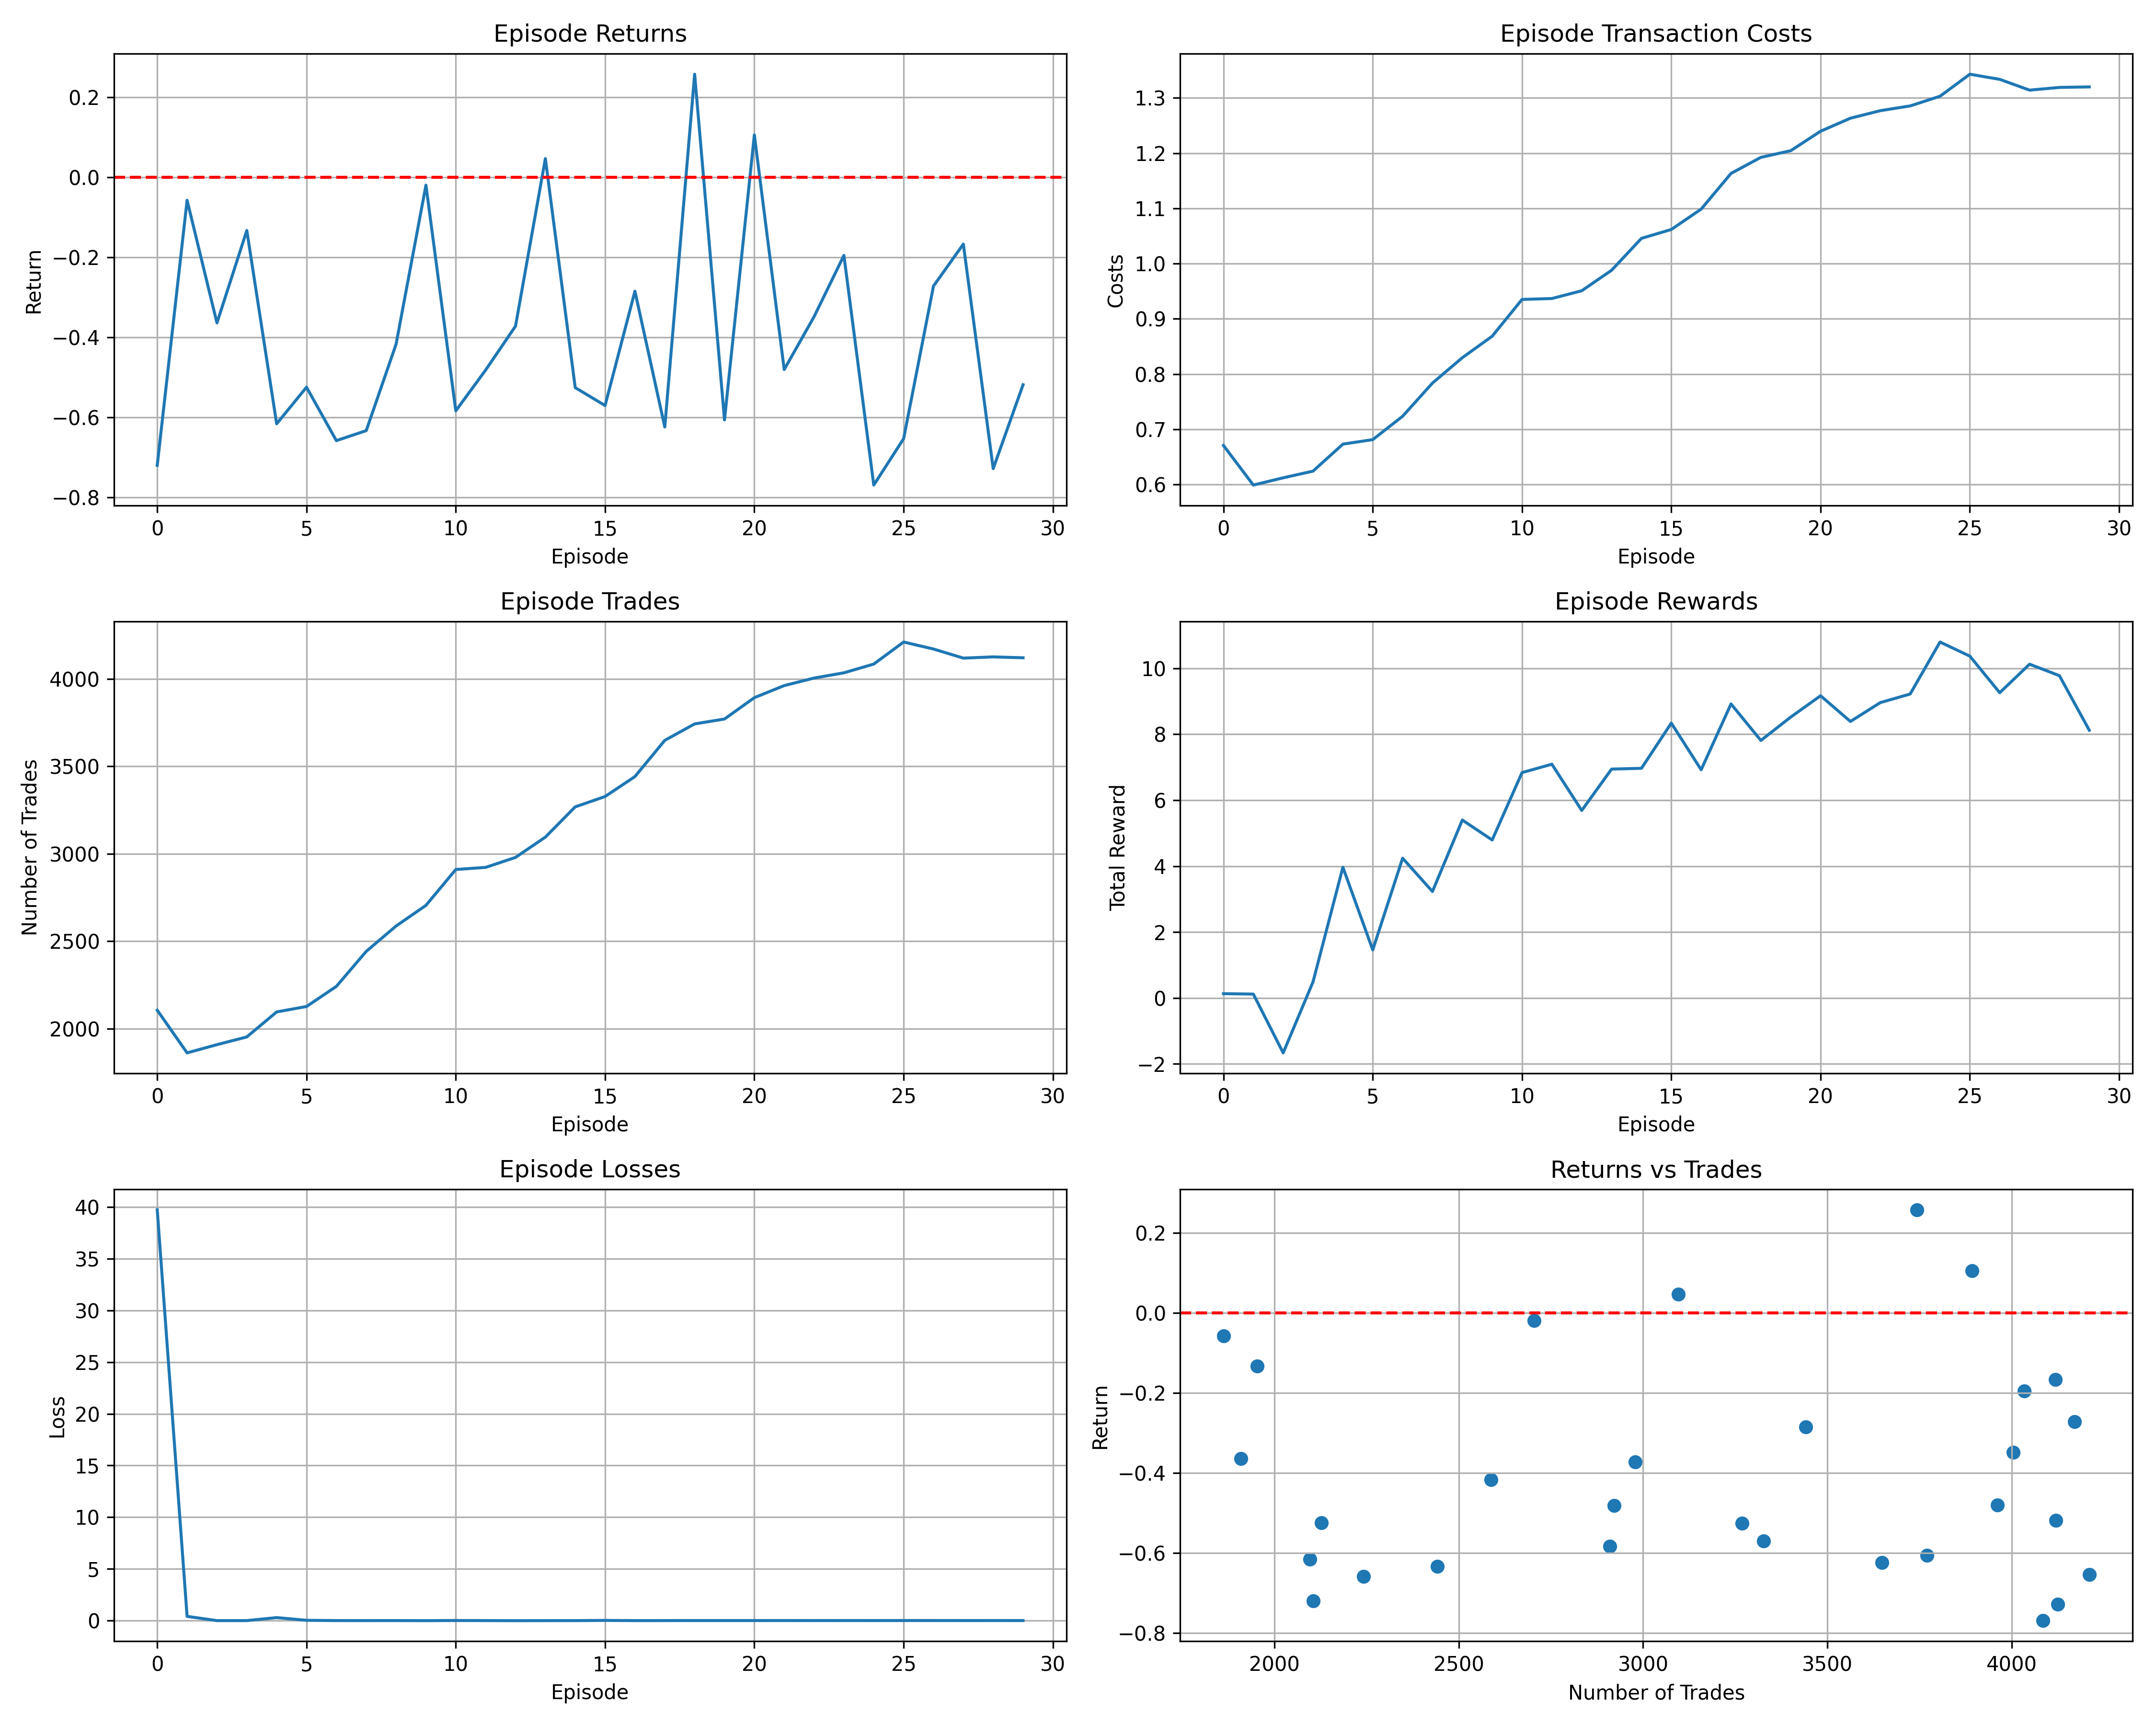 Episode Returns
0.2
0.0
−0.2
−0.4
−0.6
−0.8
Return
0 5 10 15 20 25 30
Episode
Episode Transaction Costs
1.3
1.2
1.1
1.0
0.9
0.8
0.7
0.6
Costs
0 5 10 15 20 25 30
Episode
Episode Trades
4000
3500
3000
2500
2000
Number of Trades
0 5 10 15 20 25 30
Episode
Episode Rewards
10
8
6
4
2
0
−2
Total Reward
0 5 10 15 20 25 30
Episode
Episode Losses
40
35
30
25
20
15
10
5
0
Loss
0 5 10 15 20 25 30
Episode
Returns vs Trades
0.2
0.0
−0.2
−0.4
−0.6
−0.8
Return
2000 2500 3000 3500 4000
Number of Trades